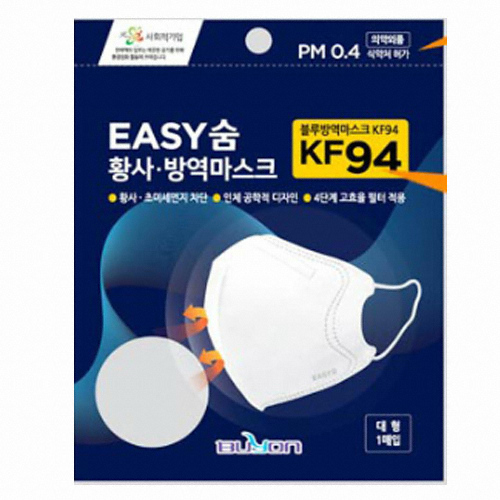 사회적기업
PM 0.4
의약외품
식약처 허가
EASY숨
황사·방역마스크
블루방역마스크 KF94
KF94
황사·초미세먼지 차단
인체 공학적 디자인
4단계 고효율 필터 적용
EASYQ
BUYON
대형
1매입